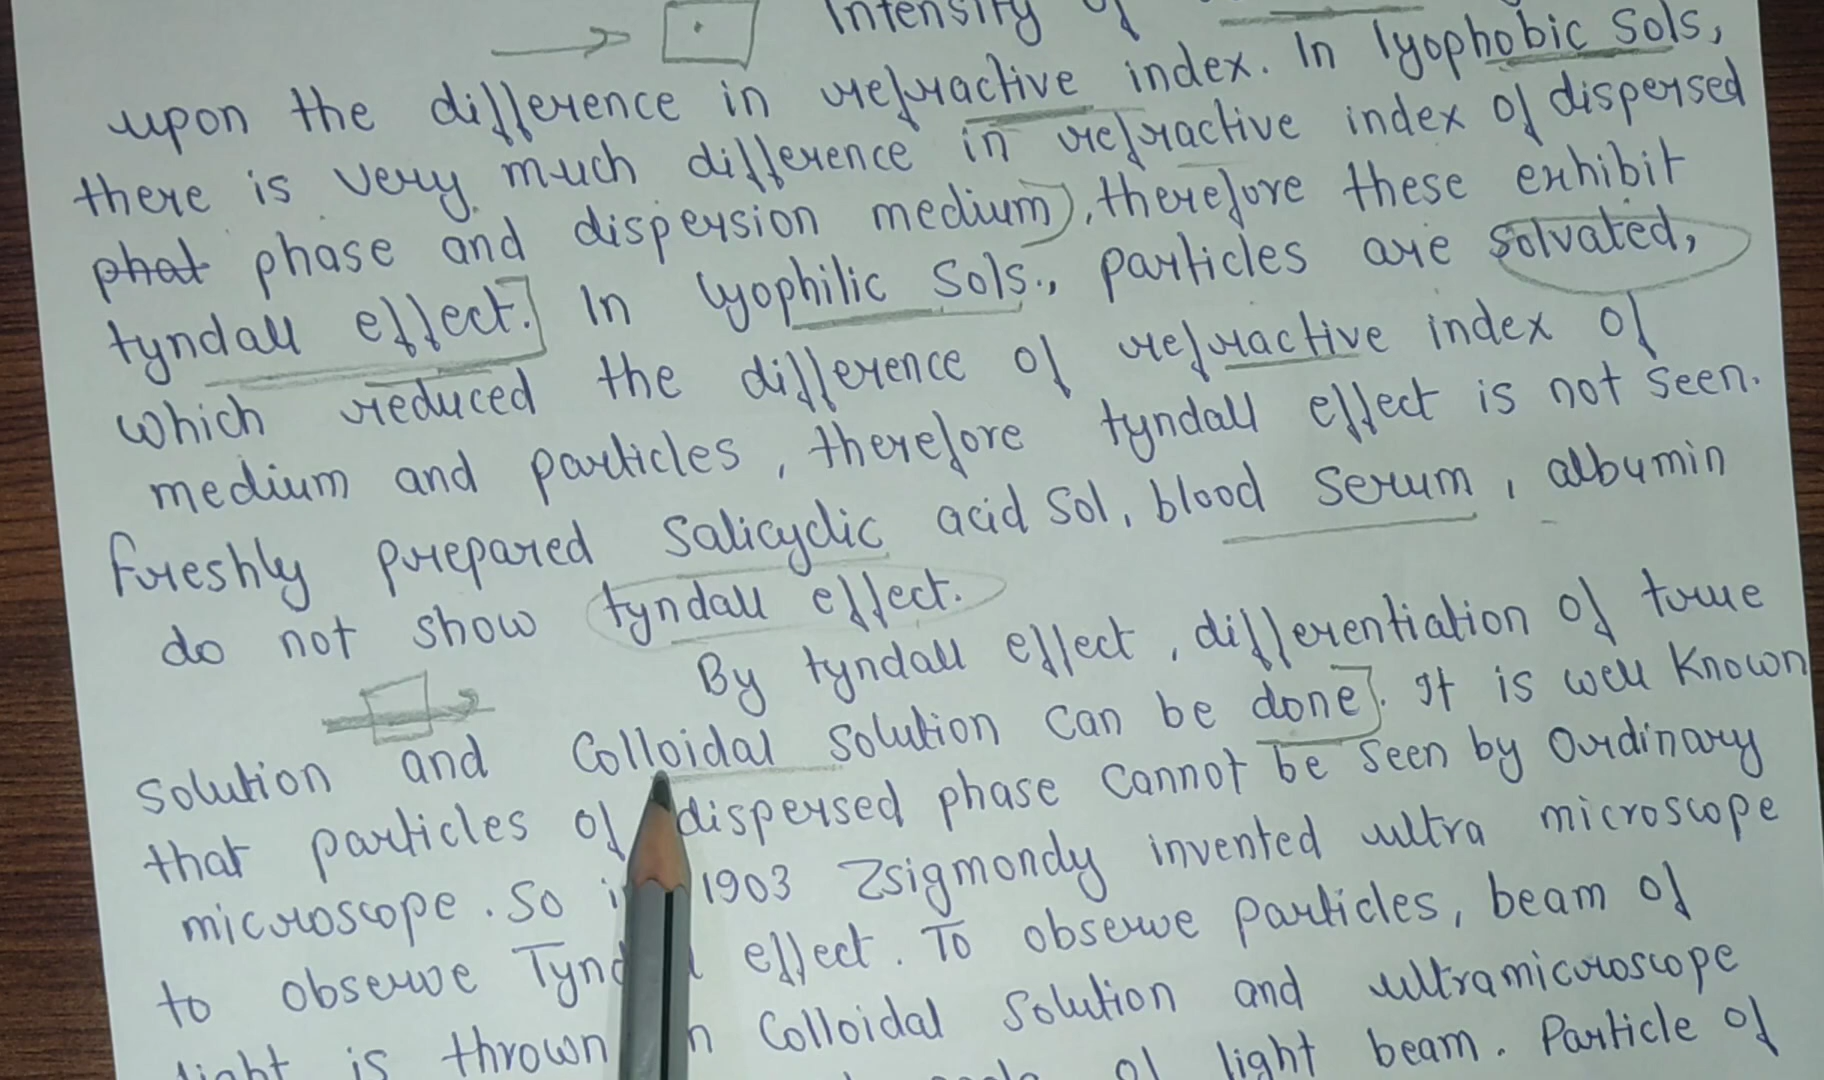 Intensity of
upon the difference in refractive index. In lyophobic sols,
there is very much difference in refractive index of dispersed
phat phase and dispersion medium, therefore these exhibit
tyndall effect. In lyophilic sols., particles are solvated,
which reduced the difference of refractive index of
medium and particles, therefore tyndall effect is not seen.
freshly prepared Salicyclic acid sol, blood serum, albumin
do not show tyndall effect.
By tyndall effect, differentiation of true
solution and Colloidal solution can be done. It is well known
that particles of dispersed phase cannot be seen by ordinary
microscope. So 1903 Zsigmondy invented ultra microscope
to observe effect. To observe particles, beam of
light is thrown Colloidal solution and ultramicroscope
of light beam. Particle of